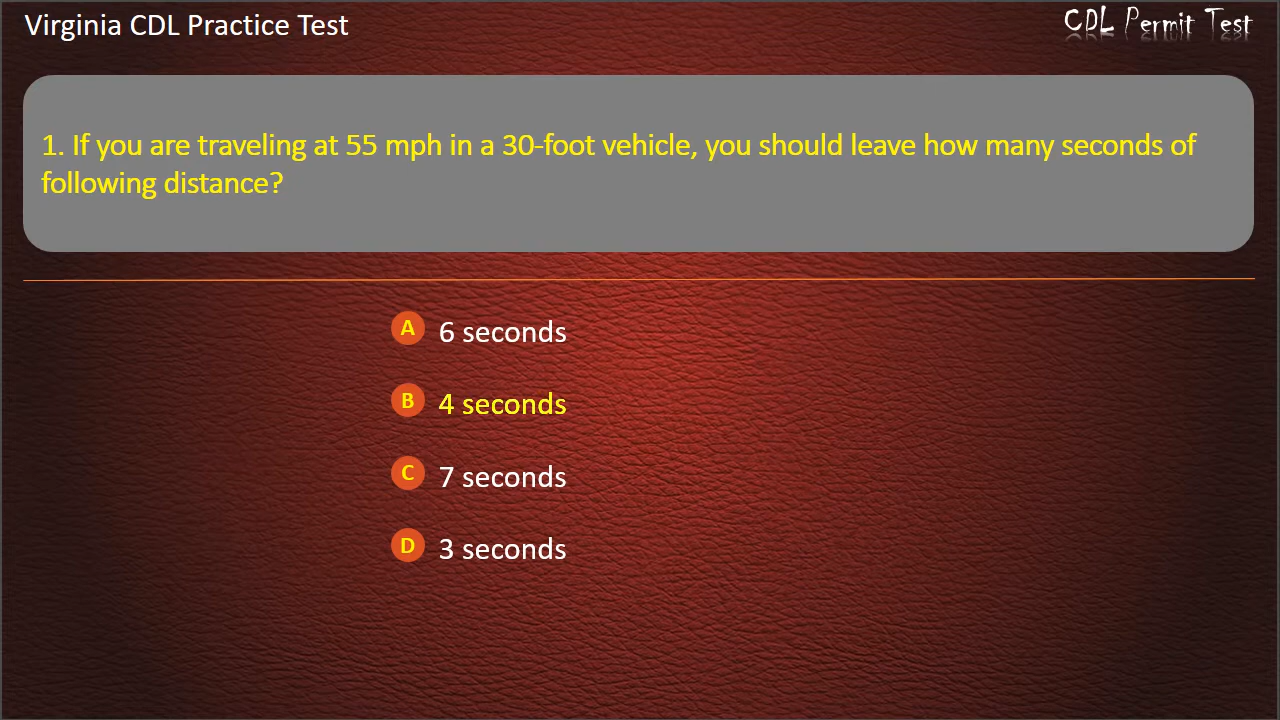 Virginia CDL Practice Test
CDL Permit Test
1. If you are traveling at 55 mph in a 30-foot vehicle, you should leave how many seconds of
following distance?
A 6 seconds
B 4 seconds
C 7 seconds
D 3 seconds